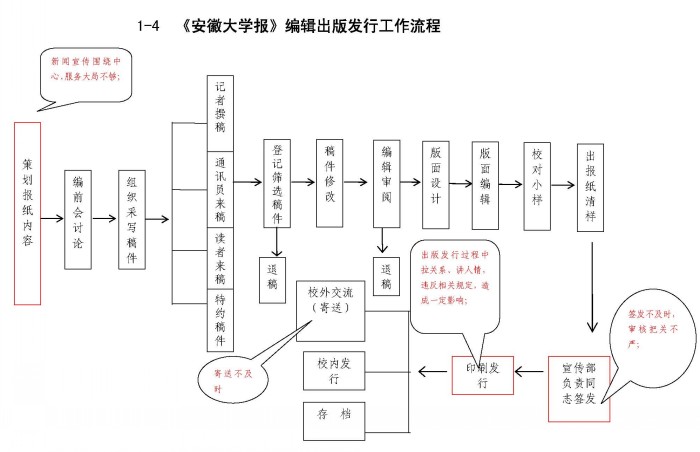 1-4 《安徽大学报》编辑出版发行工作流程
新闻宣传围绕中
心,服务大局不够;
策划报纸内容
编前会讨论
组织采写稿件
记者撰稿
通讯员来稿
读者来稿
特约稿件
登记筛选稿件
稿件修改
编辑审阅
版面设计
版面编辑
校对小样
出报纸清样
退稿
退稿
出版发行过程中
拉关系、讲人情,
违反相关规定,造
成一定影响;
签发不及时,
审核把关不
严;
宣传部
负责同
志签发
印刷发
行
校外交流
(寄送)
校内发
行
存 档
寄送不及
时